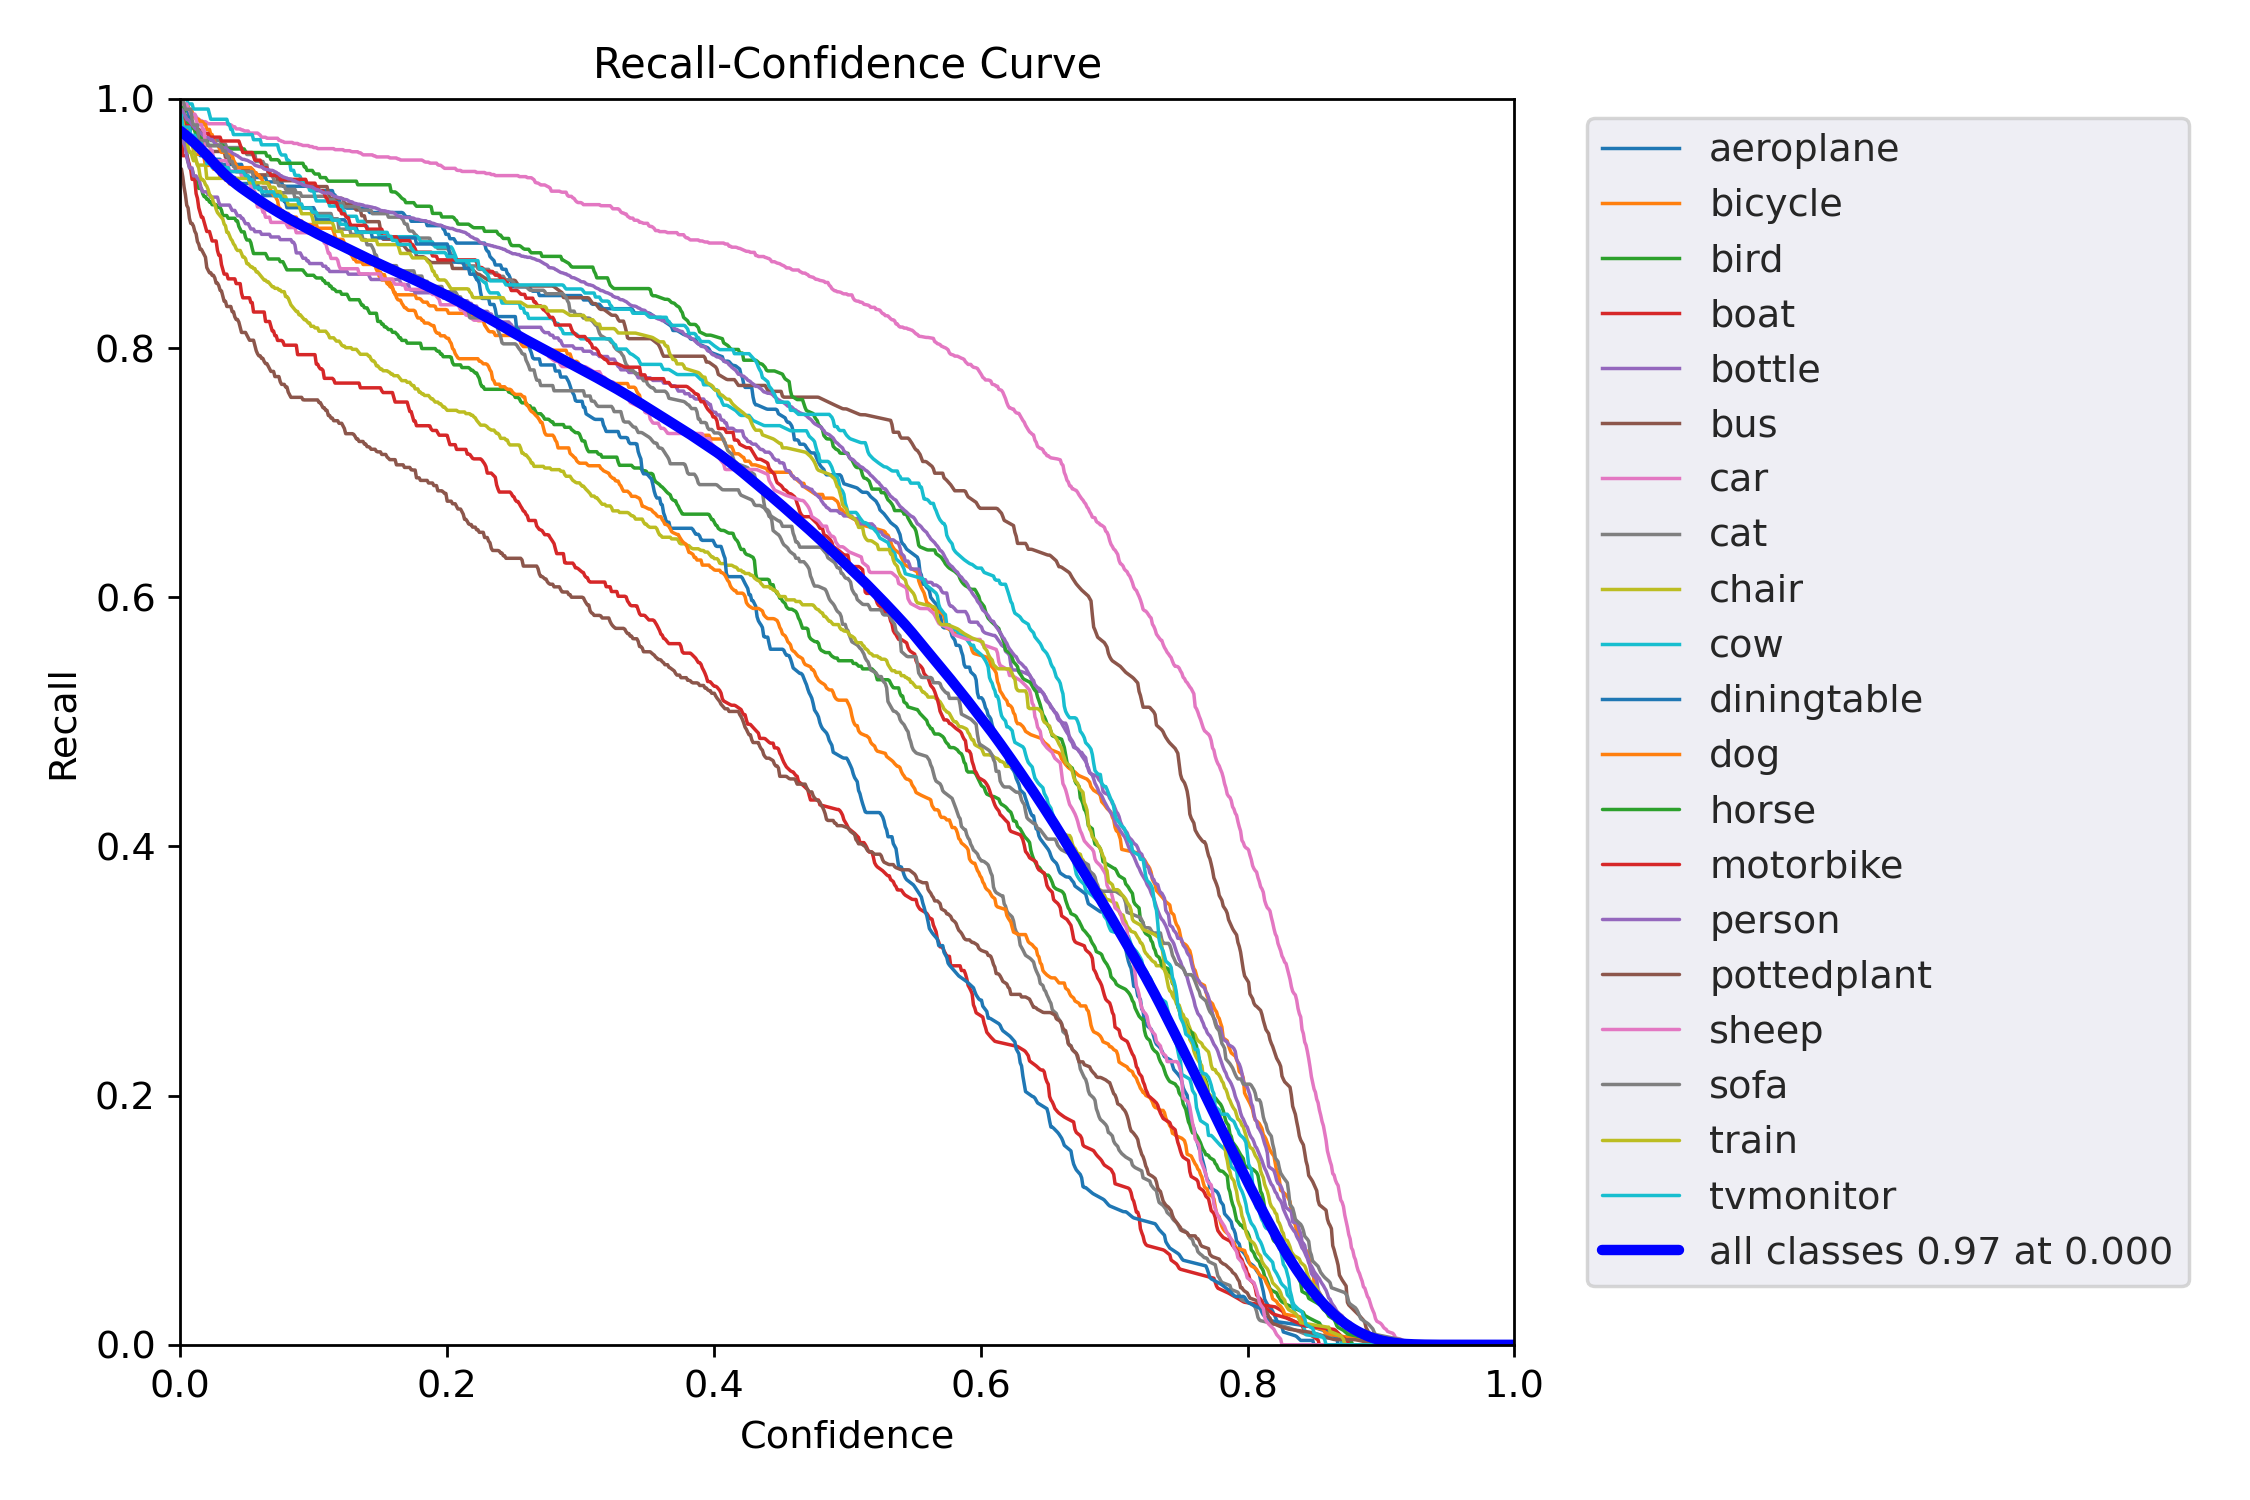 Recall-Confidence Curve
1.0
0.8
0.6
0.4
0.2
0.0
Recall
0.0 0.2 0.4 0.6 0.8 1.0
Confidence
aeroplane
bicycle
bird
boat
bottle
bus
car
cat
chair
cow
diningtable
dog
horse
motorbike
person
pottedplant
sheep
sofa
train
tvmonitor
all classes 0.97 at 0.000